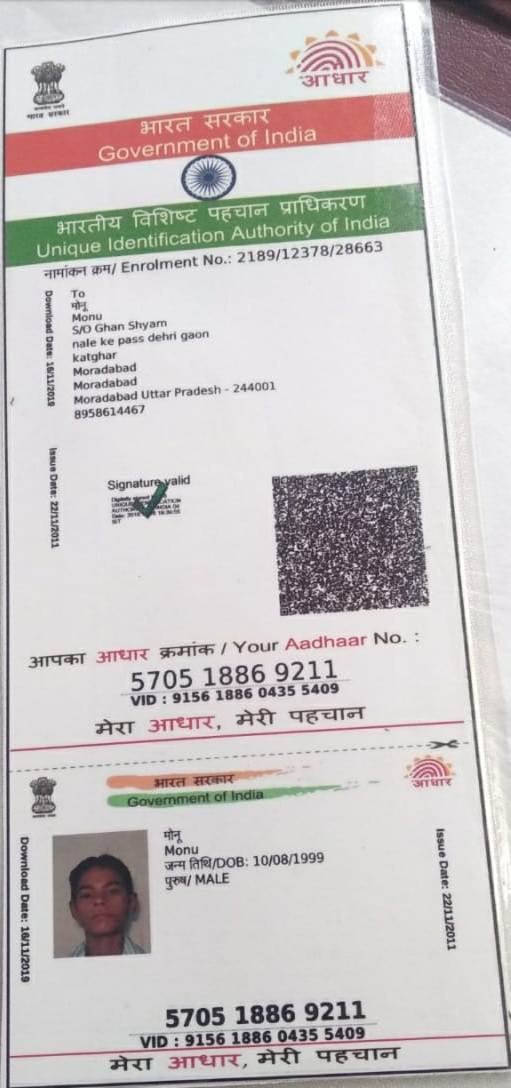 भारत सरकार
आधार
भारत सरकार
Government of India
भारतीय विशिष्ट पहचान प्राधिकरण
Unique Identification Authority of India
नामांकन क्रम/ Enrolment No.: 2189/12378/28663
Download Date: 16/11/2019
Issue Date: 22/11/2011
To
मोनू
Monu
S/O Ghan Shyam
nale ke pass dehri gaon
katghar
Moradabad
Moradabad
Moradabad Uttar Pradesh - 244001
8958614467
Signature valid
आपका आधार क्रमांक / Your Aadhaar No. :
5705 1886 9211
VID : 9156 1886 0435 5409
मेरा आधार, मेरी पहचान
भारत सरकार
Government of India
आधार
Download Date: 16/11/2019
मोनू
Monu
जन्म तिथि/DOB: 10/08/1999
पुरुष/ MALE
Issue Date: 22/11/2011
5705 1886 9211
VID : 9156 1886 0435 5409
मेरा आधार, मेरी पहचान